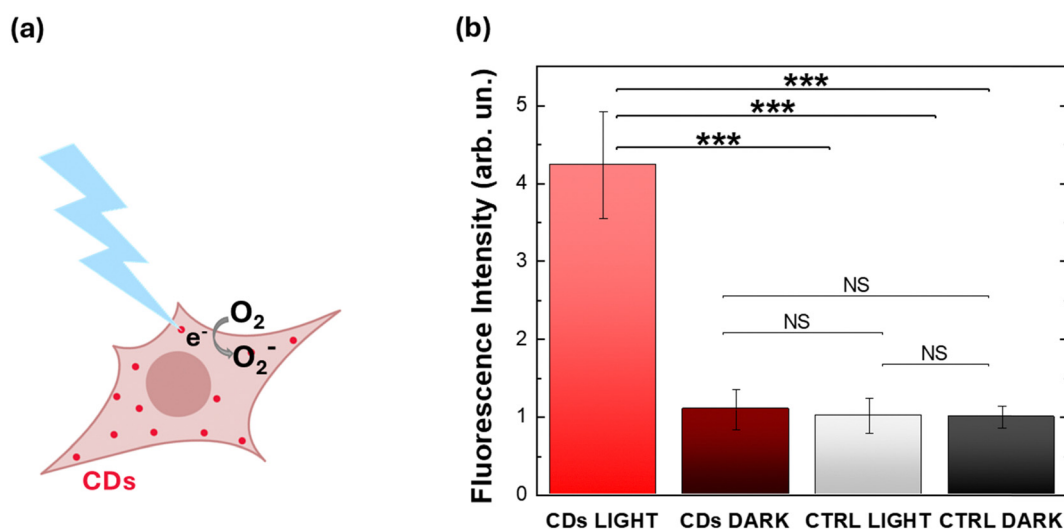 (a)
O2
e-
O2-
CDs
(b)
Fluorescence Intensity (arb. un.)
5
4
3
2
1
0
***
***
***
NS
NS
NS
CDs LIGHT
CDs DARK
CTRL LIGHT
CTRL DARK